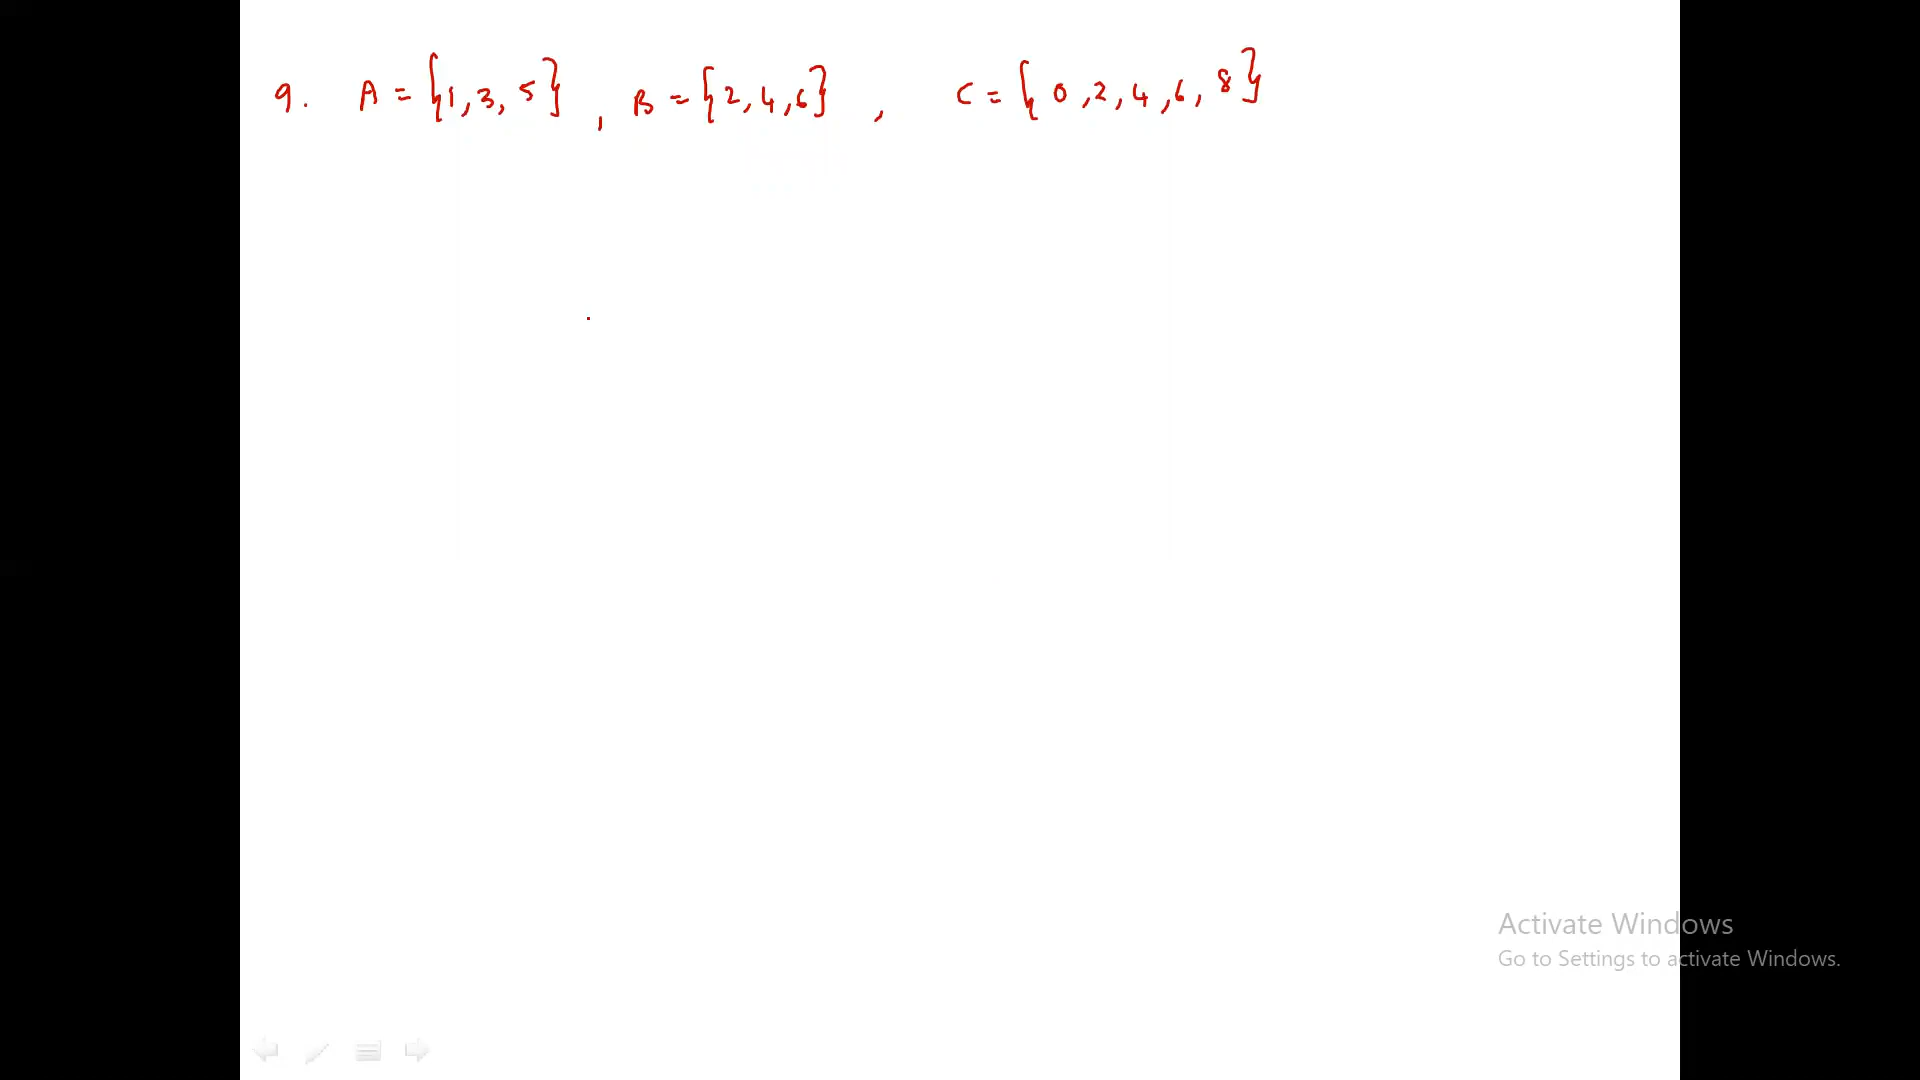 9. A = {1, 3, 5}, B = {2, 4, 6}, C = {0, 2, 4, 6, 8}
Activate Windows
Go to Settings to activate Windows.